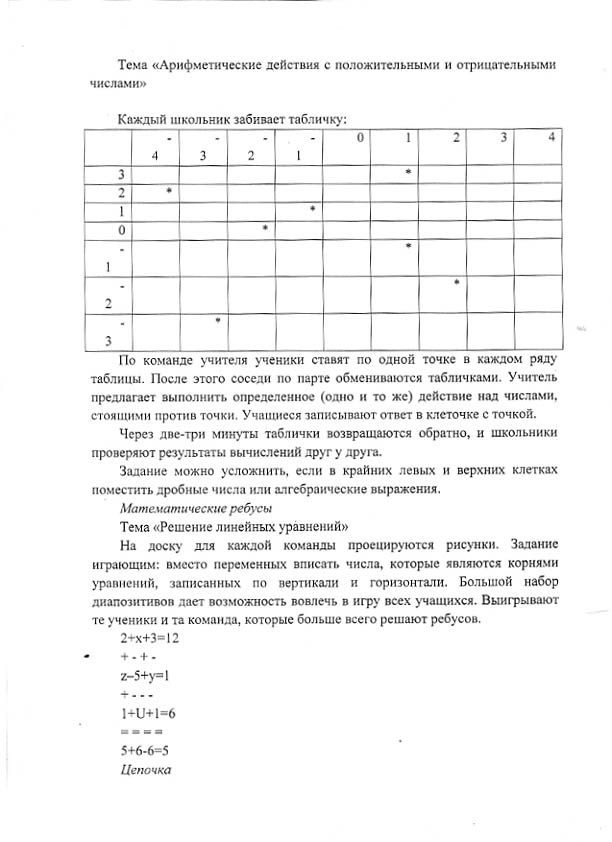 Тема «Арифметические действия с положительными и отрицательными
числами»
Каждый школьник забивает табличку:
- - - - 0 1 2 3 4
4 3 2 1
3 *
2 *
1 *
0 *
- *
1
- *
2
- *
3
По команде учителя ученики ставят по одной точке в каждом ряду
таблицы. После этого соседи по парте обмениваются табличками. Учитель
предлагает выполнить определенное (одно и то же) действие над числами,
стоящими против точки. Учащиеся записывают ответ в клеточке с точкой.
Через две-три минуты таблички возвращаются обратно, и школьники
проверяют результаты вычислений друг у друга.
Задание можно усложнить, если в крайних левых и верхних клетках
поместить дробные числа или алгебраические выражения.
Математические ребусы
Тема «Решение линейных уравнений»
На доску для каждой команды проецируются рисунки. Задание
играющим: вместо переменных вписать числа, которые являются корнями
уравнений, записанных по вертикали и горизонтали. Большой набор
диапозитивов дает возможность вовлечь в игру всех учащихся. Выигрывают
те ученики и та команда, которые больше всего решают ребусов.
2+x+3=12
+ - + -
z–5+y=1
+ - - -
1+U+1=6
= = = =
5+6-6=5
Цепочка